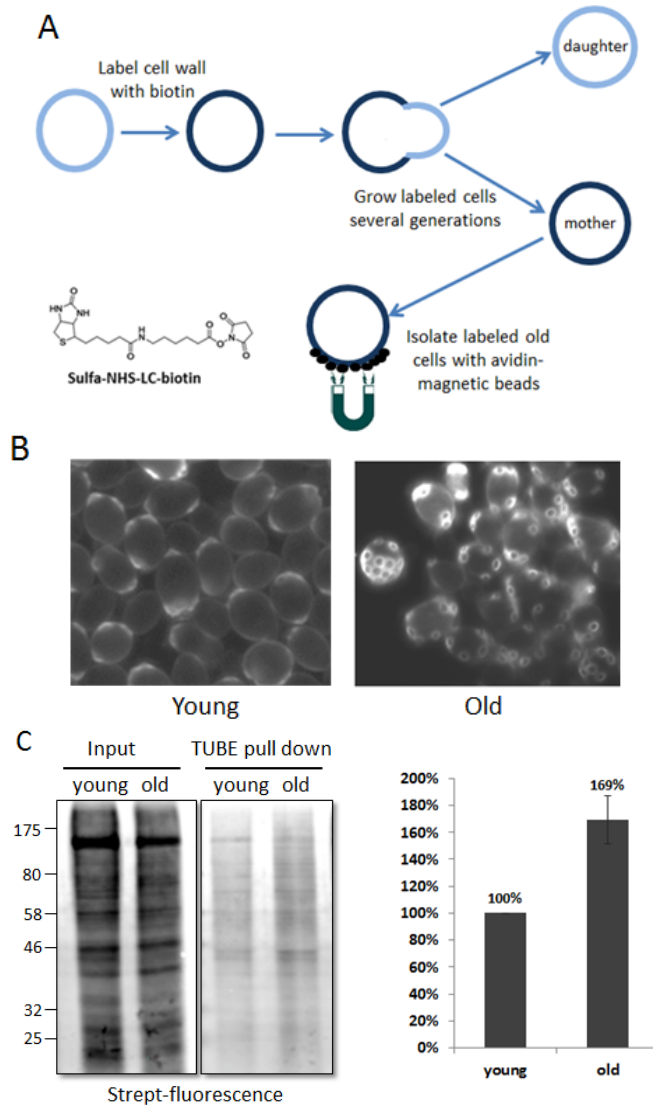 A
Label cell wall
with biotin
daughter
Grow labeled cells
several generations
mother
Isolate labeled old
cells with avidin-
magnetic beads
O
HN
NH
S
O
H
N
O
O
N
O
O
Sulfa-NHS-LC-biotin
B
Young
Old
C
Input
TUBE pull down
young
old
young
old
175
80
58
46
32
25
Strept-fluorescence
200%
180%
160%
140%
120%
100%
80%
60%
40%
20%
0%
100%
169%
young
old